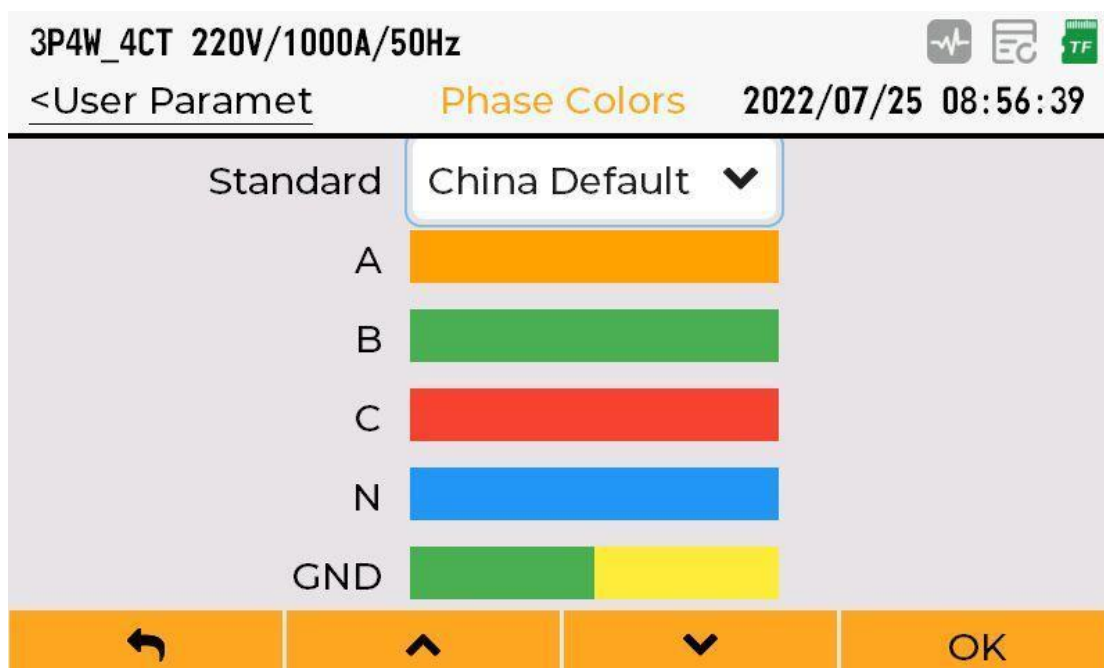 3P4W_4CT 220V/1000A/50Hz
TF
<User Paramet Phase Colors 2022/07/25 08:56:39
Standard China Default
A
B
C
N
GND
OK